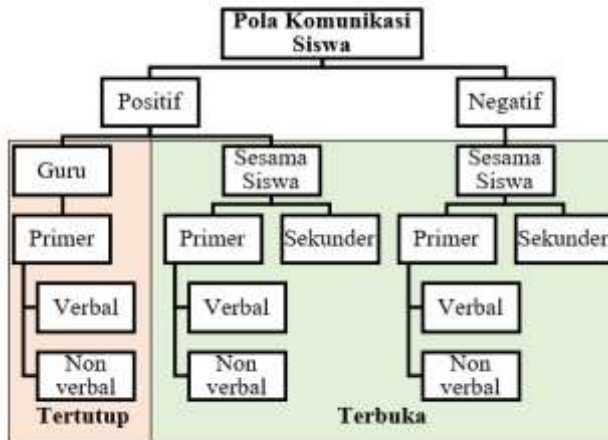 Pola Komunikasi
Siswa
Positif
Negatif
Guru
Sesama
Siswa
Sesama
Siswa
Primer
Primer
Sekunder
Primer
Sekunder
Verbal
Verbal
Verbal
Non
verbal
Non
verbal
Non
verbal
Tertutup
Terbuka